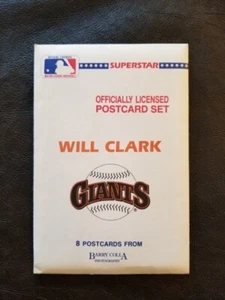 SUPERSTAR
OFFICIALLY LICENSED
POSTCARD SET
WILL CLARK
GIANTS
8 POSTCARDS FROM
BARRY COLLA
PHOTOGRAPHY